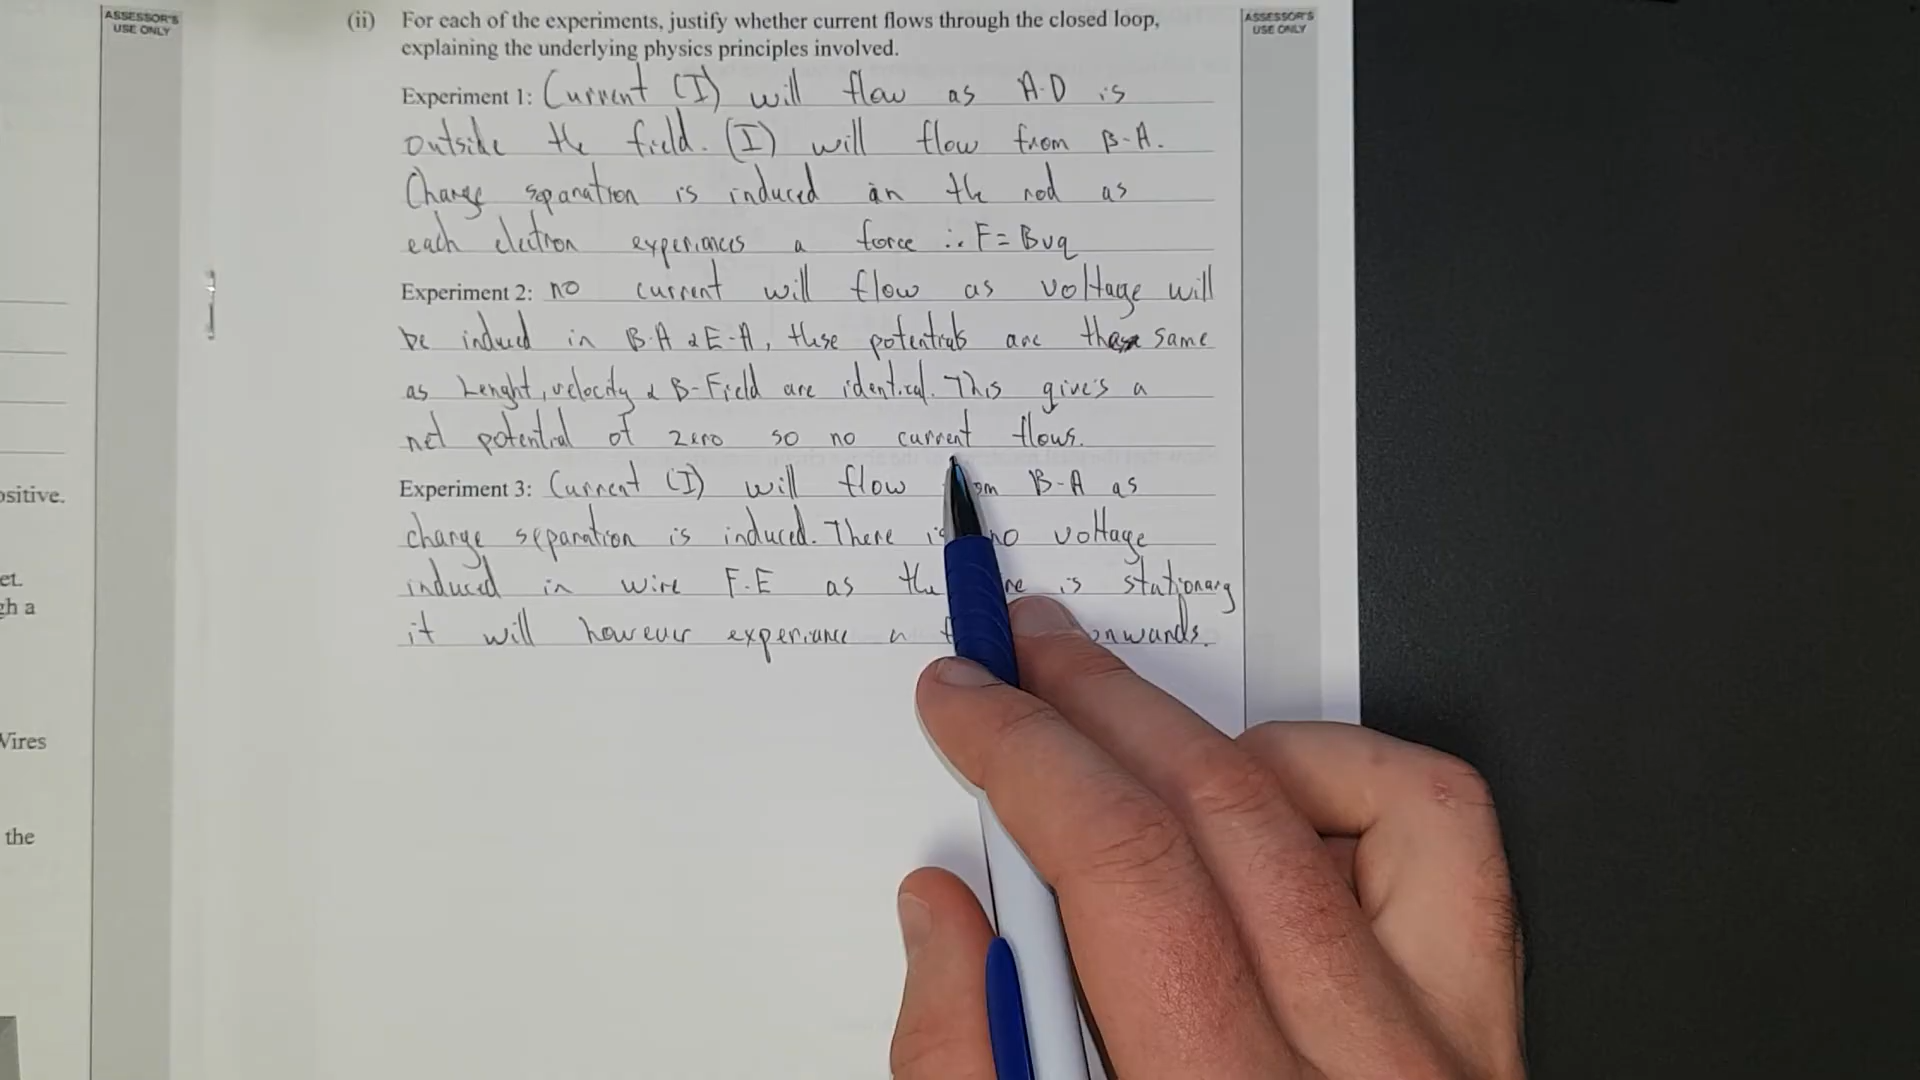 ASSESSOR'S
USE ONLY
(ii) For each of the experiments, justify whether current flows through the closed loop,
explaining the underlying physics principles involved.
ASSESSOR'S
USE ONLY
Experiment 1: Current (I) will flow as A-D is
outside the field. (I) will flow from B-A.
Charge sparation is induced in the rod as
each electron experiances a force ∴ F = Bvq
Experiment 2: no current will flow as voltage will
be induced in B-A & E-A, these potentials are the same
as Lenght, velocity & B-Field are identical. This give's a
net potential of zero so no current flows.
Experiment 3: Current (I) will flow B-A as
charge separation is induced. There no voltage
induced in wire F-E as the is stationary
it will however experiance a
ositive.
et.
gh a
Wires
the